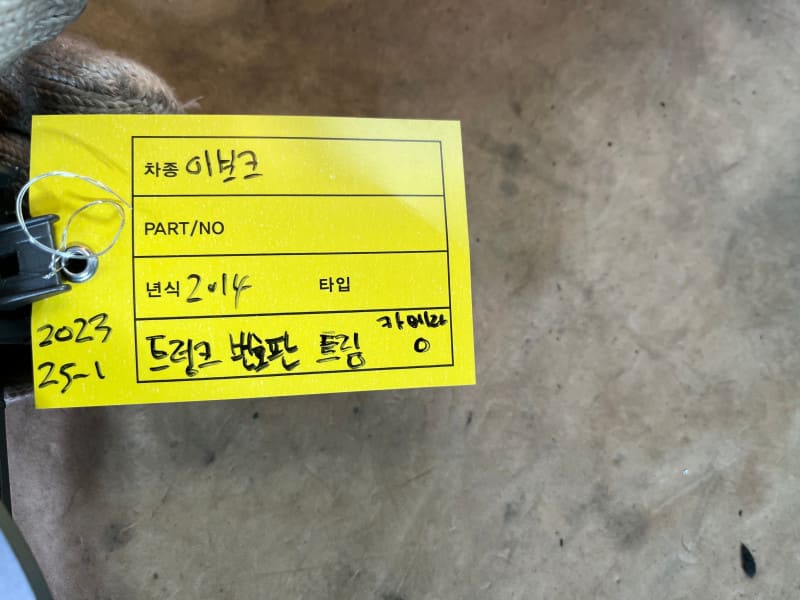 차종 이보크
PART/NO
년식 2014 타입
트렁크 번호판 트림 카메라 O
2023
25-1